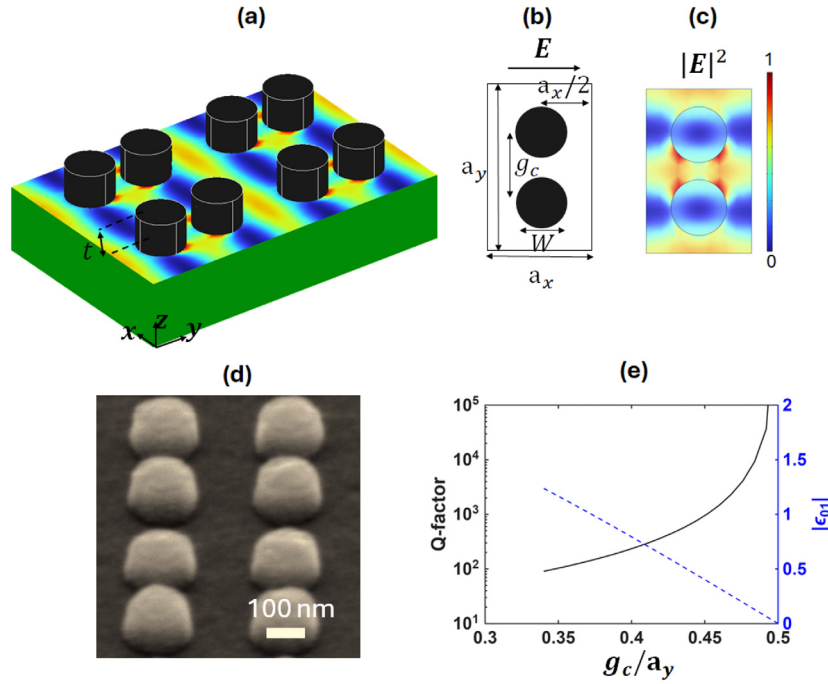 (a)
t
x
z
y
(b)
E
a_x/2
a_y
g_c
W
a_x
(c)
|E|²
1
0
(d)
100 nm
(e)
Q-factor
10⁵
10⁴
10³
10²
10¹
0.3 0.35 0.4 0.45 0.5
g_c/a_y
2
1.5
1
0.5
0
|ϵ₀₁|